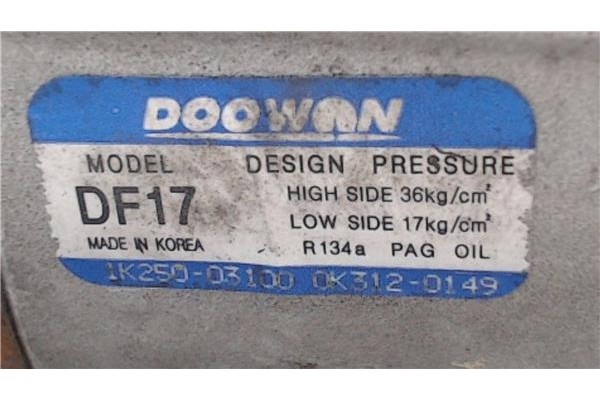 DOOWON
MODEL DESIGN PRESSURE
DF17 HIGH SIDE 36kg/cm²
LOW SIDE 17kg/cm²
MADE IN KOREA R134a PAG OIL
1K250-03100 0K312-0149